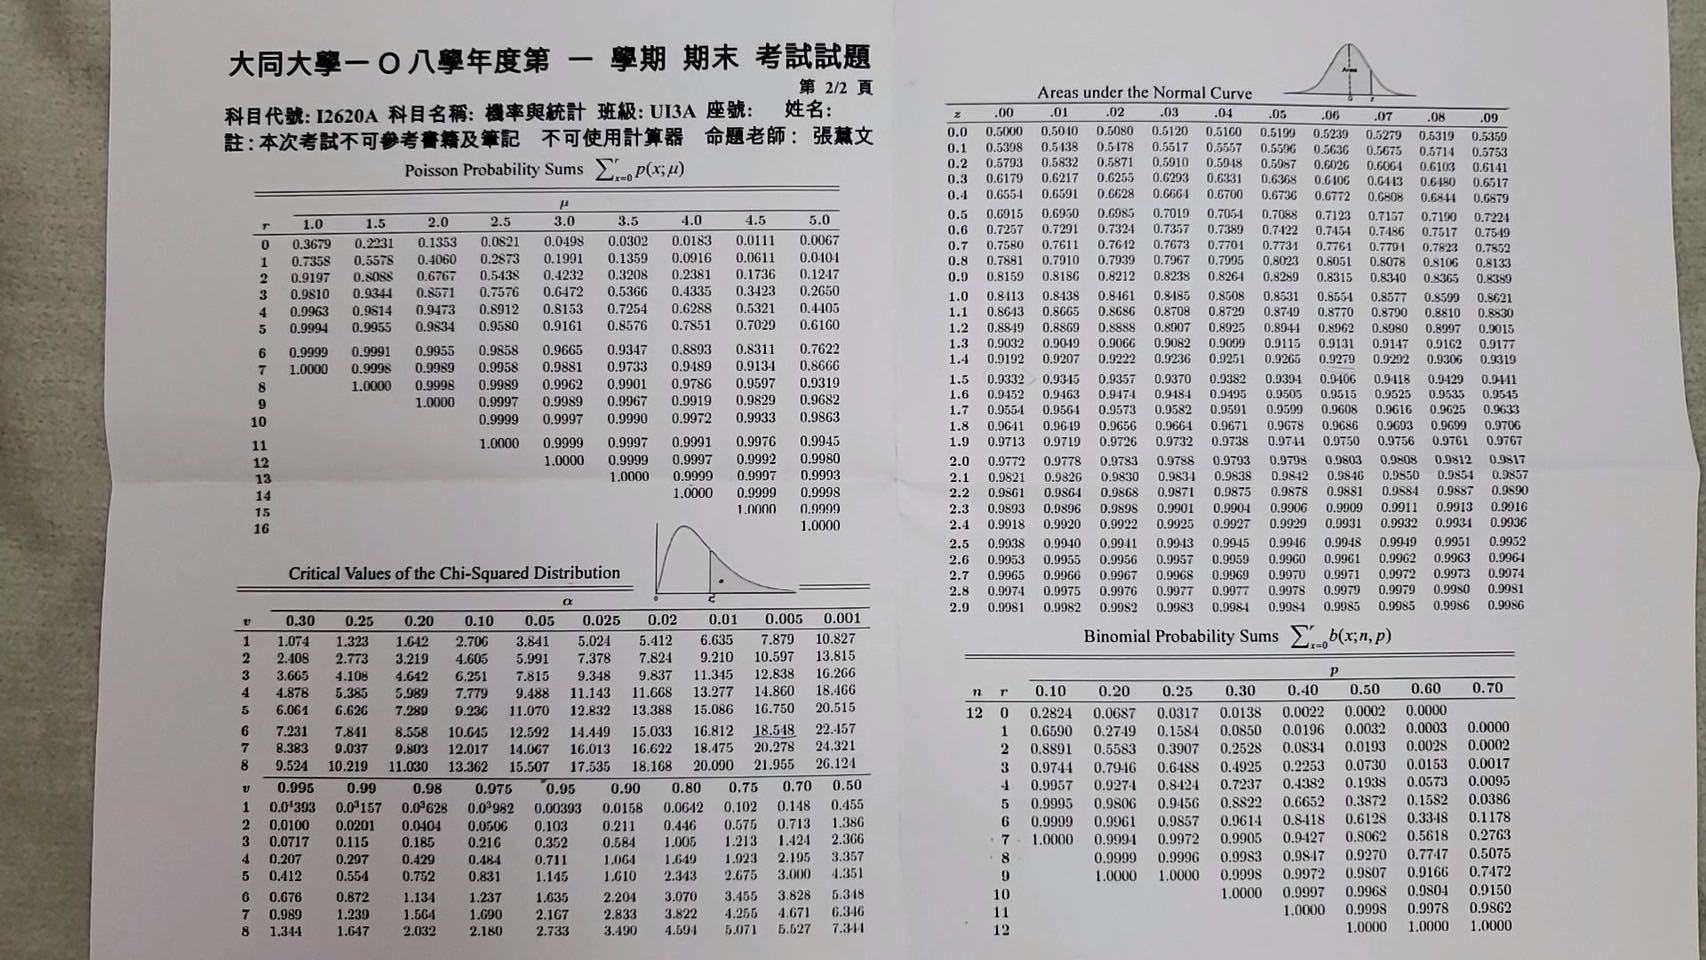 大同大學一O八學年度第 一 學期 期末 考試試題
第 2/2 頁
科目代號: I2620A 科目名稱: 機率與統計 班級: UI3A 座號: 姓名:
註:本次考試不可參考書籍及筆記 不可使用計算器 命題老師: 張薰文
Poisson Probability Sums ∑ʳₓ₌₀ p(x;μ)
μ
r 1.0 1.5 2.0 2.5 3.0 3.5 4.0 4.5 5.0
0 0.3679 0.2231 0.1353 0.0821 0.0498 0.0302 0.0183 0.0111 0.0067
1 0.7358 0.5578 0.4060 0.2873 0.1991 0.1359 0.0916 0.0611 0.0404
2 0.9197 0.8088 0.6767 0.5438 0.4232 0.3208 0.2381 0.1736 0.1247
3 0.9810 0.9344 0.8571 0.7576 0.6472 0.5366 0.4335 0.3423 0.2650
4 0.9963 0.9814 0.9473 0.8912 0.8153 0.7254 0.6288 0.5321 0.4405
5 0.9994 0.9955 0.9834 0.9580 0.9161 0.8576 0.7851 0.7029 0.6160
6 0.9999 0.9991 0.9955 0.9858 0.9665 0.9347 0.8893 0.8311 0.7622
7 1.0000 0.9998 0.9989 0.9958 0.9881 0.9733 0.9489 0.9134 0.8666
8 1.0000 0.9998 0.9989 0.9962 0.9901 0.9786 0.9597 0.9319
9 1.0000 0.9997 0.9989 0.9967 0.9919 0.9829 0.9682
10 0.9999 0.9997 0.9990 0.9972 0.9933 0.9863
11 1.0000 0.9999 0.9997 0.9991 0.9976 0.9945
12 1.0000 0.9999 0.9997 0.9992 0.9980
13 1.0000 0.9999 0.9997 0.9993
14 1.0000 0.9999 0.9998
15 1.0000 0.9999
16 1.0000
Critical Values of the Chi-Squared Distribution
α
v 0.30 0.25 0.20 0.10 0.05 0.025 0.02 0.01 0.005 0.001
1 1.074 1.323 1.642 2.706 3.841 5.024 5.412 6.635 7.879 10.827
2 2.408 2.773 3.219 4.605 5.991 7.378 7.824 9.210 10.597 13.815
3 3.665 4.108 4.642 6.251 7.815 9.348 9.837 11.345 12.838 16.266
4 4.878 5.385 5.989 7.779 9.488 11.143 11.668 13.277 14.860 18.466
5 6.064 6.626 7.289 9.236 11.070 12.832 13.388 15.086 16.750 20.515
6 7.231 7.841 8.558 10.645 12.592 14.449 15.033 16.812 18.548 22.457
7 8.383 9.037 9.803 12.017 14.067 16.013 16.622 18.475 20.278 24.321
8 9.524 10.219 11.030 13.362 15.507 17.535 18.168 20.090 21.955 26.124
v 0.995 0.99 0.98 0.975 0.95 0.90 0.80 0.75 0.70 0.50
1 0.0⁴393 0.0³157 0.0³628 0.0³982 0.00393 0.0158 0.0642 0.102 0.148 0.455
2 0.0100 0.0201 0.0404 0.0506 0.103 0.211 0.446 0.575 0.713 1.386
3 0.0717 0.115 0.185 0.216 0.352 0.584 1.005 1.213 1.424 2.366
4 0.207 0.297 0.429 0.484 0.711 1.064 1.649 1.923 2.195 3.357
5 0.412 0.554 0.752 0.831 1.145 1.610 2.343 2.675 3.000 4.351
6 0.676 0.872 1.134 1.237 1.635 2.204 3.070 3.455 3.828 5.348
7 0.989 1.239 1.564 1.690 2.167 2.833 3.822 4.255 4.671 6.346
8 1.344 1.647 2.032 2.180 2.733 3.490 4.594 5.071 5.527 7.344
Area
0 z
Areas under the Normal Curve
z .00 .01 .02 .03 .04 .05 .06 .07 .08 .09
0.0 0.5000 0.5040 0.5080 0.5120 0.5160 0.5199 0.5239 0.5279 0.5319 0.5359
0.1 0.5398 0.5438 0.5478 0.5517 0.5557 0.5596 0.5636 0.5675 0.5714 0.5753
0.2 0.5793 0.5832 0.5871 0.5910 0.5948 0.5987 0.6026 0.6064 0.6103 0.6141
0.3 0.6179 0.6217 0.6255 0.6293 0.6331 0.6368 0.6406 0.6443 0.6480 0.6517
0.4 0.6554 0.6591 0.6628 0.6664 0.6700 0.6736 0.6772 0.6808 0.6844 0.6879
0.5 0.6915 0.6950 0.6985 0.7019 0.7054 0.7088 0.7123 0.7157 0.7190 0.7224
0.6 0.7257 0.7291 0.7324 0.7357 0.7389 0.7422 0.7454 0.7486 0.7517 0.7549
0.7 0.7580 0.7611 0.7642 0.7673 0.7704 0.7734 0.7764 0.7794 0.7823 0.7852
0.8 0.7881 0.7910 0.7939 0.7967 0.7995 0.8023 0.8051 0.8078 0.8106 0.8133
0.9 0.8159 0.8186 0.8212 0.8238 0.8264 0.8289 0.8315 0.8340 0.8365 0.8389
1.0 0.8413 0.8438 0.8461 0.8485 0.8508 0.8531 0.8554 0.8577 0.8599 0.8621
1.1 0.8643 0.8665 0.8686 0.8708 0.8729 0.8749 0.8770 0.8790 0.8810 0.8830
1.2 0.8849 0.8869 0.8888 0.8907 0.8925 0.8944 0.8962 0.8980 0.8997 0.9015
1.3 0.9032 0.9049 0.9066 0.9082 0.9099 0.9115 0.9131 0.9147 0.9162 0.9177
1.4 0.9192 0.9207 0.9222 0.9236 0.9251 0.9265 0.9279 0.9292 0.9306 0.9319
1.5 0.9332 0.9345 0.9357 0.9370 0.9382 0.9394 0.9406 0.9418 0.9429 0.9441
1.6 0.9452 0.9463 0.9474 0.9484 0.9495 0.9505 0.9515 0.9525 0.9535 0.9545
1.7 0.9554 0.9564 0.9573 0.9582 0.9591 0.9599 0.9608 0.9616 0.9625 0.9633
1.8 0.9641 0.9649 0.9656 0.9664 0.9671 0.9678 0.9686 0.9693 0.9699 0.9706
1.9 0.9713 0.9719 0.9726 0.9732 0.9738 0.9744 0.9750 0.9756 0.9761 0.9767
2.0 0.9772 0.9778 0.9783 0.9788 0.9793 0.9798 0.9803 0.9808 0.9812 0.9817
2.1 0.9821 0.9826 0.9830 0.9834 0.9838 0.9842 0.9846 0.9850 0.9854 0.9857
2.2 0.9861 0.9864 0.9868 0.9871 0.9875 0.9878 0.9881 0.9884 0.9887 0.9890
2.3 0.9893 0.9896 0.9898 0.9901 0.9904 0.9906 0.9909 0.9911 0.9913 0.9916
2.4 0.9918 0.9920 0.9922 0.9925 0.9927 0.9929 0.9931 0.9932 0.9934 0.9936
2.5 0.9938 0.9940 0.9941 0.9943 0.9945 0.9946 0.9948 0.9949 0.9951 0.9952
2.6 0.9953 0.9955 0.9956 0.9957 0.9959 0.9960 0.9961 0.9962 0.9963 0.9964
2.7 0.9965 0.9966 0.9967 0.9968 0.9969 0.9970 0.9971 0.9972 0.9973 0.9974
2.8 0.9974 0.9975 0.9976 0.9977 0.9977 0.9978 0.9979 0.9979 0.9980 0.9981
2.9 0.9981 0.9982 0.9982 0.9983 0.9984 0.9984 0.9985 0.9985 0.9986 0.9986
Binomial Probability Sums ∑ʳₓ₌₀ b(x;n,p)
p
n r 0.10 0.20 0.25 0.30 0.40 0.50 0.60 0.70
12 0 0.2824 0.0687 0.0317 0.0138 0.0022 0.0002 0.0000
1 0.6590 0.2749 0.1584 0.0850 0.0196 0.0032 0.0003 0.0000
2 0.8891 0.5583 0.3907 0.2528 0.0834 0.0193 0.0028 0.0002
3 0.9744 0.7946 0.6488 0.4925 0.2253 0.0730 0.0153 0.0017
4 0.9957 0.9274 0.8424 0.7237 0.4382 0.1938 0.0573 0.0095
5 0.9995 0.9806 0.9456 0.8822 0.6652 0.3872 0.1582 0.0386
6 0.9999 0.9961 0.9857 0.9614 0.8418 0.6128 0.3348 0.1178
7 1.0000 0.9994 0.9972 0.9905 0.9427 0.8062 0.5618 0.2763
8 0.9999 0.9996 0.9983 0.9847 0.9270 0.7747 0.5075
9 1.0000 1.0000 0.9998 0.9972 0.9807 0.9166 0.7472
10 1.0000 0.9997 0.9968 0.9804 0.9150
11 1.0000 0.9998 0.9978 0.9862
12 1.0000 1.0000 1.0000